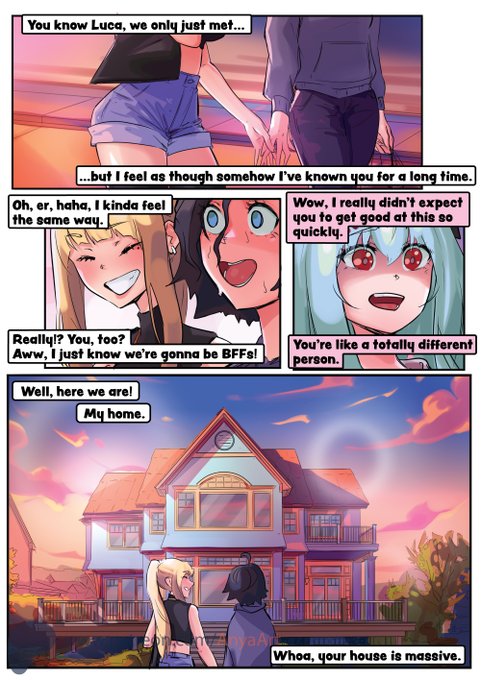 You know Luca, we only just met...
...but I feel as though somehow I've known you for a long time.
Oh, er, haha, I kinda feel
the same way.
Wow, I really didn't expect
you to get good at this so
quickly.
Really!? You, too?
Aww, I just know we're gonna be BFFs!
You're like a totally different
person.
Well, here we are!
My home.
Whoa, your house is massive.